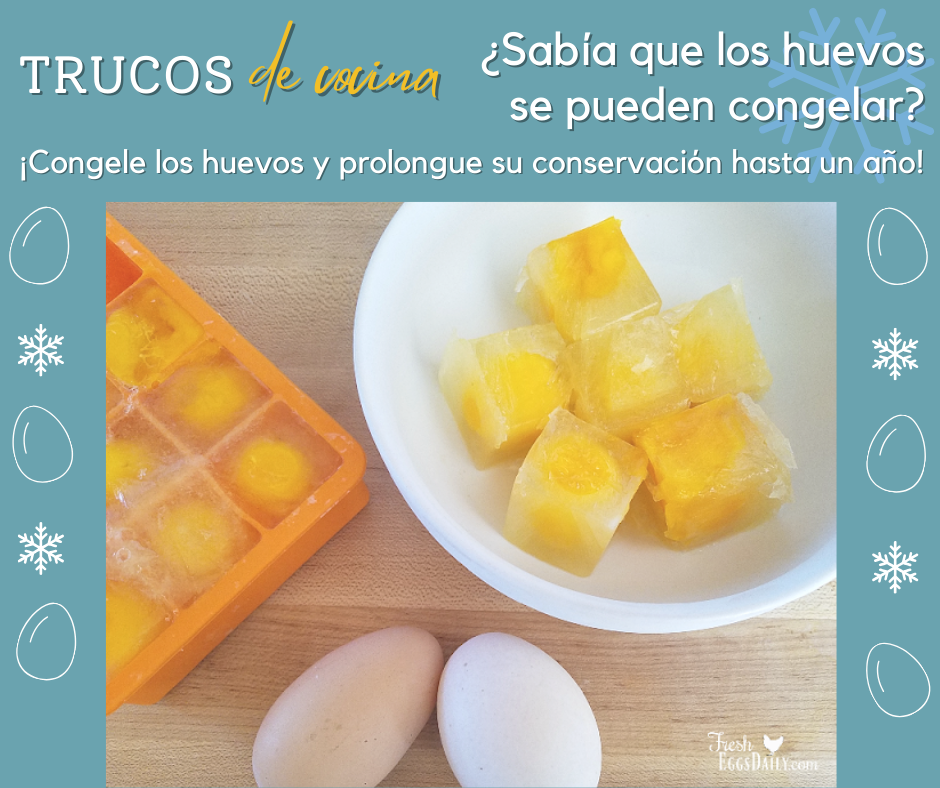 TRUCOS de cocina
¿Sabía que los huevos
se pueden congelar?
¡Congele los huevos y prolongue su conservación hasta un año!
Fresh
EGGSDAILY.com